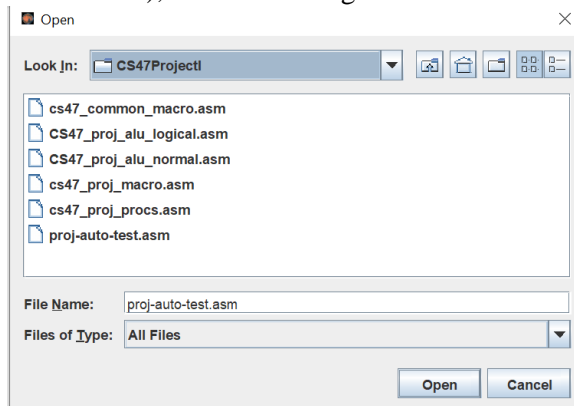 Open
Look In: CS47ProjectI
cs47_common_macro.asm
CS47_proj_alu_logical.asm
CS47_proj_alu_normal.asm
cs47_proj_macro.asm
cs47_proj_procs.asm
proj-auto-test.asm
File Name: proj-auto-test.asm
Files of Type: All Files
Open Cancel